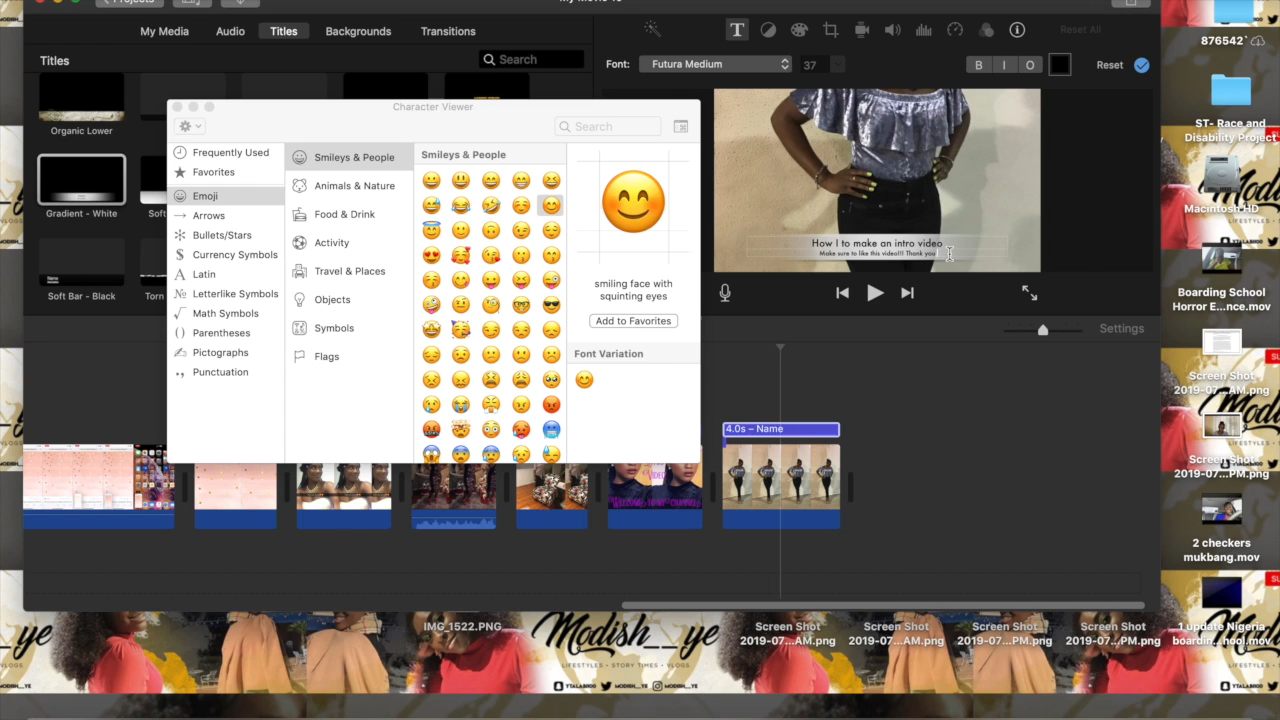 Projects
My Media
Audio
Titles
Backgrounds
Transitions
Reset All
Titles
Search
Font:
Futura Medium
37
B I O
Reset
Organic Lower
Gradient - White
Soft Bar - Black
Character Viewer
Search
Frequently Used
Favorites
Emoji
Arrows
Bullets/Stars
Currency Symbols
Latin
Letterlike Symbols
Math Symbols
Parentheses
Pictographs
Punctuation
Smileys & People
Animals & Nature
Food & Drink
Activity
Travel & Places
Objects
Symbols
Flags
Smileys & People
smiling face with
squinting eyes
Add to Favorites
Font Variation
How I to make an intro video
Make sure to like this video!!! Thank you
Settings
4.0s – Name
VIDEO
876542`
ST- Race and
Disability Project
Macintosh HD
Boarding School
Horror E...nce.mov
Screen Shot
2019-07...AM.png
Screen Shot
2019-07...PM.png
2 checkers
mukbang.mov
1 update Nigeria
boardin...hool.mov
IMG_1522.PNG
Screen Shot
2019-07...AM.png
Screen Shot
2019-07...AM.png
Screen Shot
2019-07...PM.png
Screen Shot
2019-07...PM.png
Modish__ye
LIFESTYLES • STORY TIMES • VLOGS
YTALABHOO
MODISH__YE
MODISH__YE